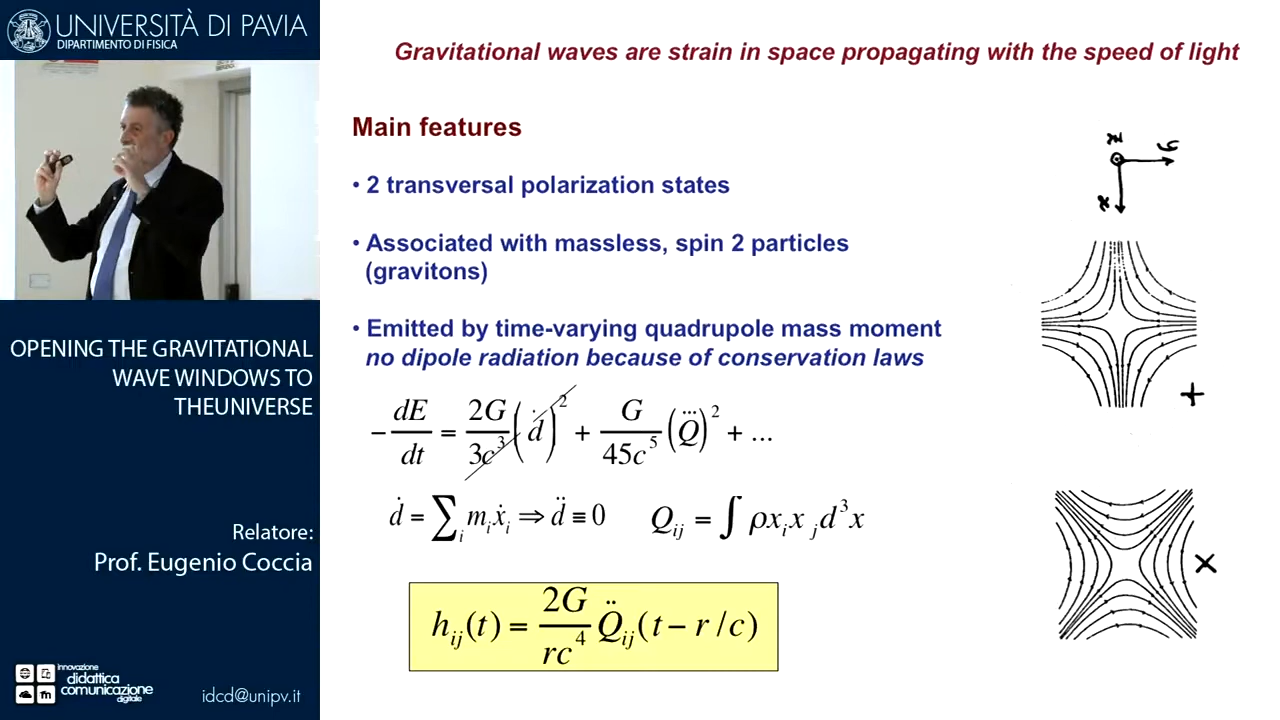 UNIVERSITÀ DI PAVIA
DIPARTIMENTO DI FISICA
OPENING THE GRAVITATIONAL
WAVE WINDOWS TO
THEUNIVERSE
Relatore:
Prof. Eugenio Coccia
innovazione
didattica
comunicazione
digitale
idcd@unipv.it
Gravitational waves are strain in space propagating with the speed of light
Main features
• 2 transversal polarization states
• Associated with massless, spin 2 particles
(gravitons)
• Emitted by time-varying quadrupole mass moment
no dipole radiation because of conservation laws
−dE/dt = 2G/3c³ (ḋ)² + G/45c⁵ (Q⃛)² + ...
ḋ = ∑ᵢ mᵢẋᵢ ⇒ d̈ ≡ 0 Qij = ∫ ρxᵢxⱼd³x
hij(t) = 2G/rc⁴ Q̈ij(t − r/c)
z
y
x
+
×